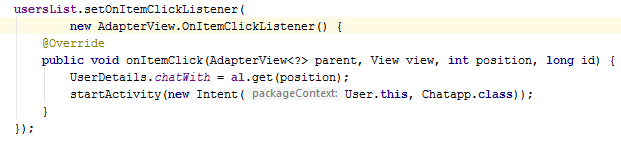 usersList.setOnItemClickListener(
new AdapterView.OnItemClickListener() {
@Override
public void onItemClick(AdapterView<?> parent, View view, int position, long id) {
UserDetails.chatWith = al.get(position);
startActivity(new Intent( packageContext: User.this, Chatapp.class));
}
});